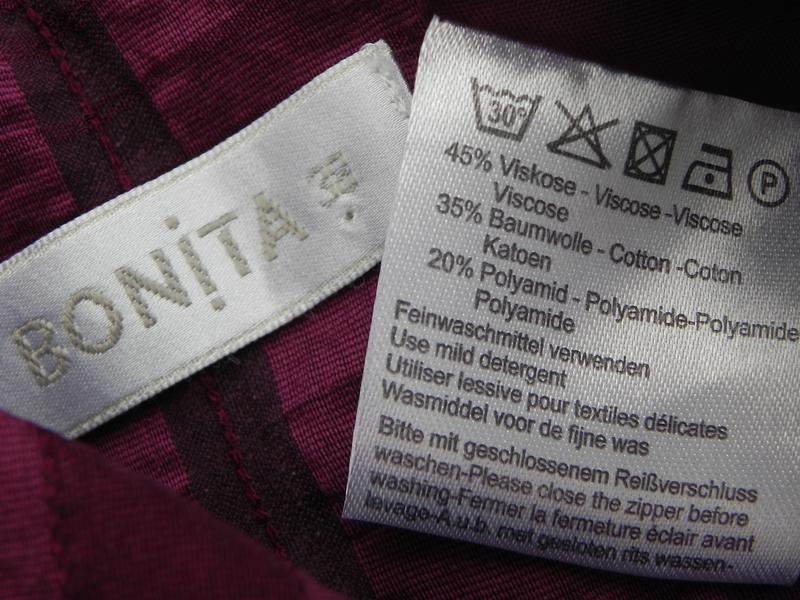 BONiTA
30°
P
45% Viskose - Viscose -Viscose
Viscose
35% Baumwolle - Cotton -Coton
Katoen
20% Polyamid - Polyamide-Polyamide
Polyamide
Feinwaschmittel verwenden
Use mild detergent
Utiliser lessive pour textiles délicates
Wasmiddel voor de fijne was
Bitte mit geschlossenem Reißverschluss
waschen-Please close the zipper before
washing-Fermer la fermeture éclair avant
lavage-A.u.b. met gesloten rits wassen-